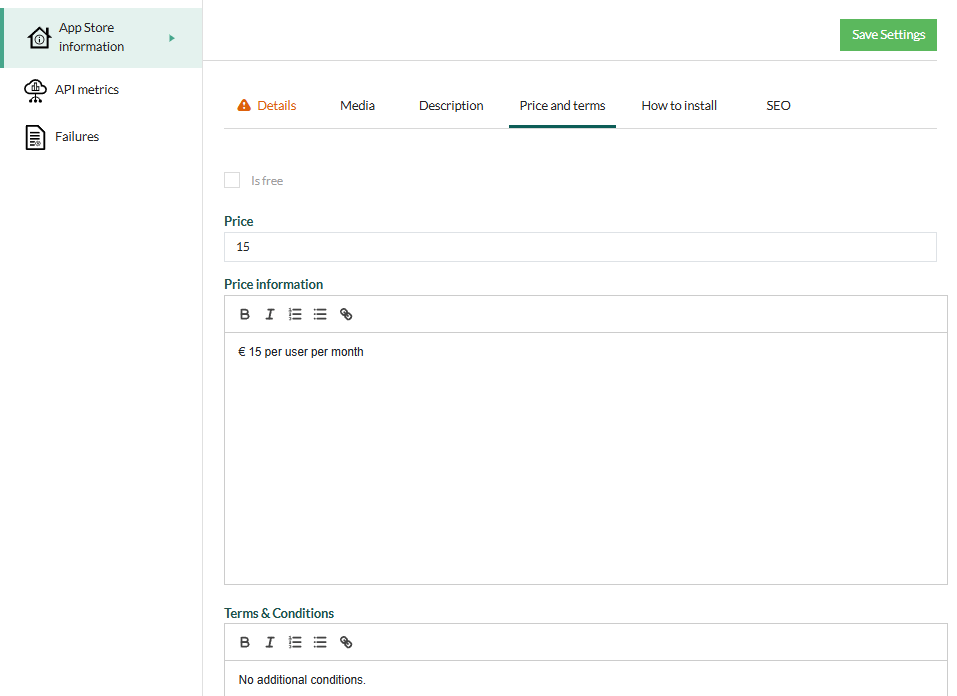 App Store
information
API metrics
Failures
Save Settings
Details
Media
Description
Price and terms
How to install
SEO
Is free
Price
15
Price information
€ 15 per user per month
Terms & Conditions
No additional conditions.